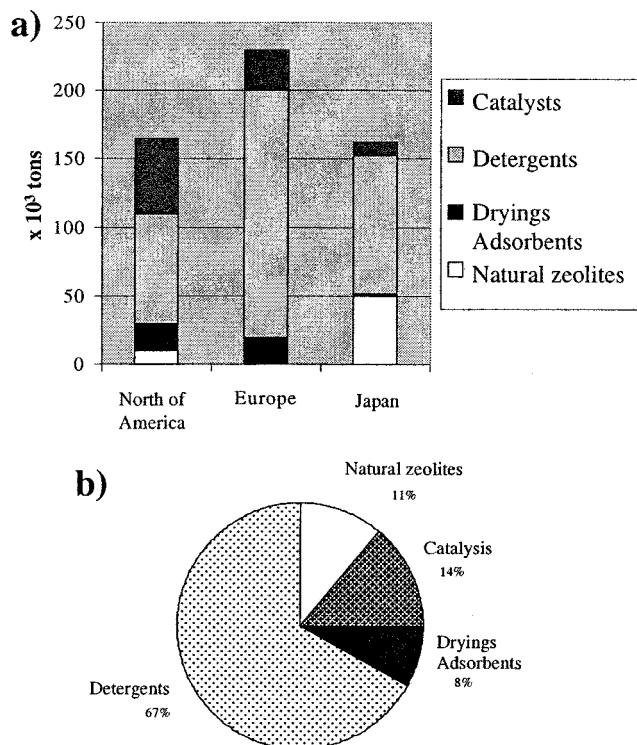 a)
250
200
150
100
50
0
x 10³ tons
North of
America
Europe
Japan
Catalysts
Detergents
Dryings
Adsorbents
Natural zeolites
b)
Natural zeolites
11%
Catalysis
14%
Dryings
Adsorbents
8%
Detergents
67%